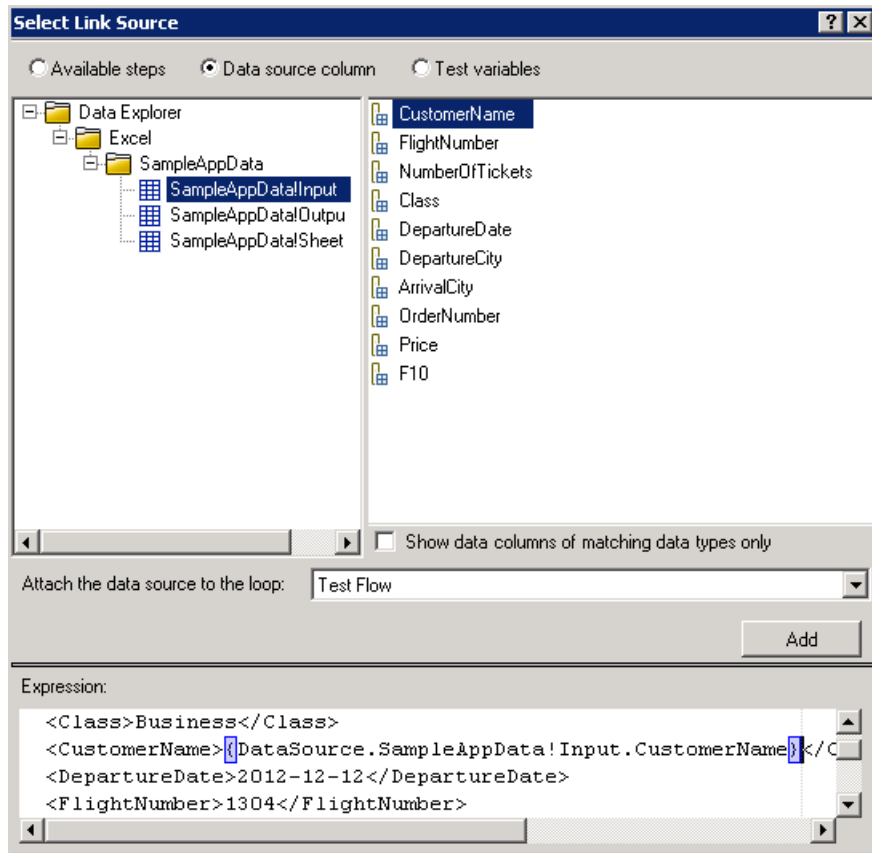 Select Link Source
Available steps Data source column Test variables
Data Explorer
Excel
SampleAppData
SampleAppData!Input
SampleAppData!Outpu
SampleAppData!Sheet
CustomerName
FlightNumber
NumberOfTickets
Class
DepartureDate
DepartureCity
ArrivalCity
OrderNumber
Price
F10
Show data columns of matching data types only
Attach the data source to the loop: Test Flow
Add
Expression:
<Class>Business</Class>
<CustomerName>{DataSource.SampleAppData!Input.CustomerName}</C
<DepartureDate>2012-12-12</DepartureDate>
<FlightNumber>1304</FlightNumber>